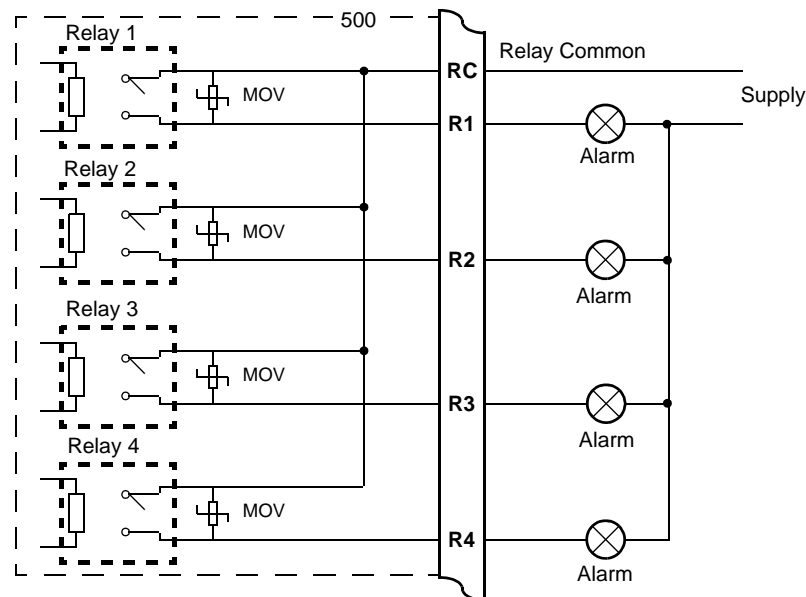 500
Relay 1
MOV
RC
Relay Common
Supply
R1
Alarm
Relay 2
MOV
R2
Alarm
Relay 3
MOV
R3
Alarm
Relay 4
MOV
R4
Alarm